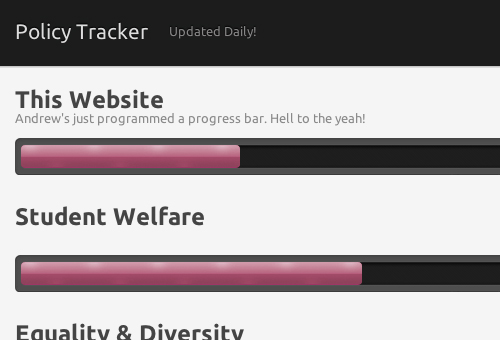 Policy Tracker Updated Daily!
This Website
Andrew's just programmed a progress bar. Hell to the yeah!
Student Welfare
Equality & Diversity